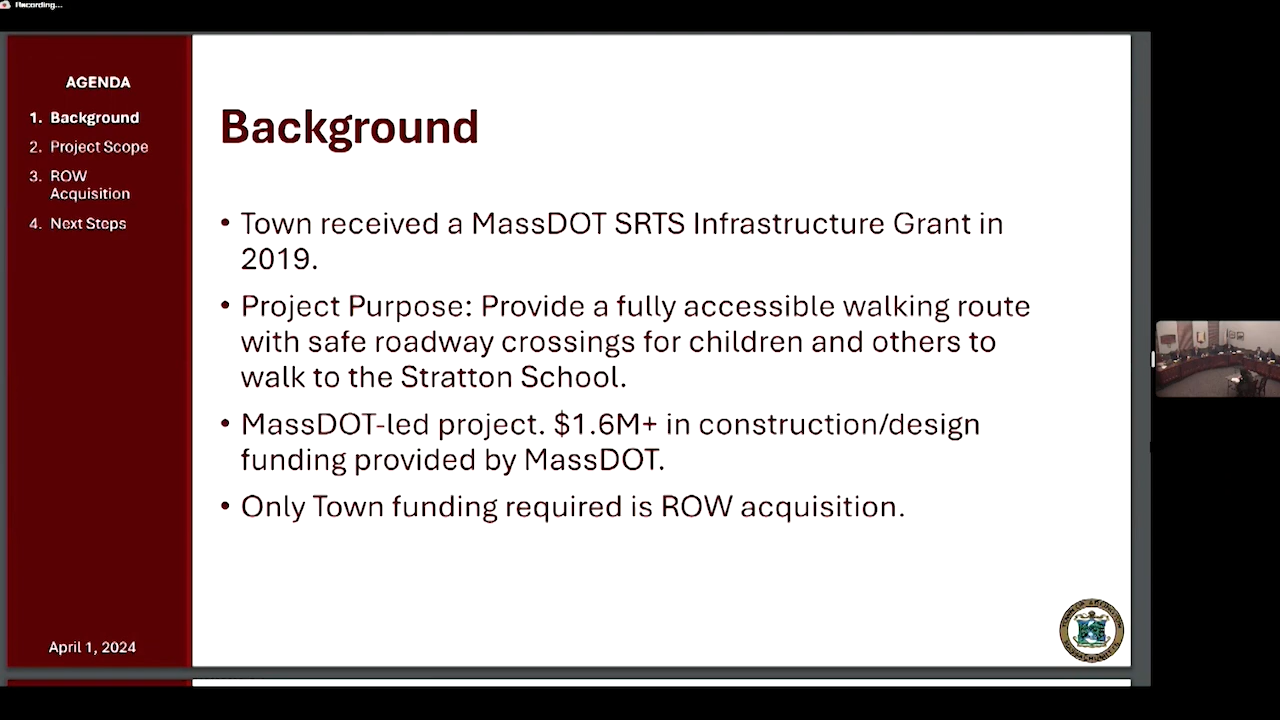 Recording...
AGENDA
1. Background
2. Project Scope
3. ROW
Acquisition
4. Next Steps
April 1, 2024
Background
• Town received a MassDOT SRTS Infrastructure Grant in
2019.
• Project Purpose: Provide a fully accessible walking route
with safe roadway crossings for children and others to
walk to the Stratton School.
• MassDOT-led project. $1.6M+ in construction/design
funding provided by MassDOT.
• Only Town funding required is ROW acquisition.